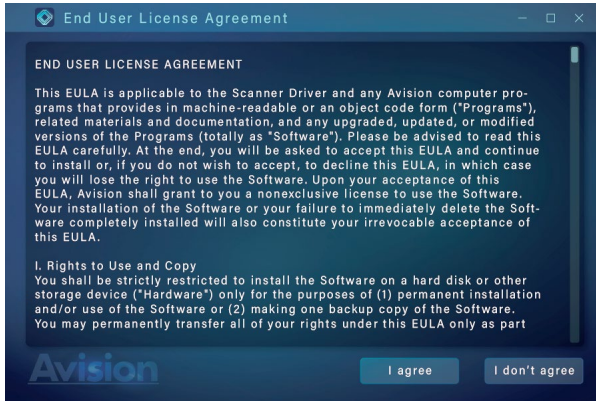 End User License Agreement
END USER LICENSE AGREEMENT
This EULA is applicable to the Scanner Driver and any Avision computer pro-
grams that provides in machine-readable or an object code form ("Programs"),
related materials and documentation, and any upgraded, updated, or modified
versions of the Programs (totally as "Software"). Please be advised to read this
EULA carefully. At the end, you will be asked to accept this EULA and continue
to install or, if you do not wish to accept, to decline this EULA, in which case
you will lose the right to use the Software. Upon your acceptance of this
EULA, Avision shall grant to you a nonexclusive license to use the Software.
Your installation of the Software or your failure to immediately delete the Soft-
ware completely installed will also constitute your irrevocable acceptance of
this EULA.
I. Rights to Use and Copy
You shall be strictly restricted to install the Software on a hard disk or other
storage device ("Hardware") only for the purposes of (1) permanent installation
and/or use of the Software or (2) making one backup copy of the Software.
You may permanently transfer all of your rights under this EULA only as part
Avision
I agree
I don't agree